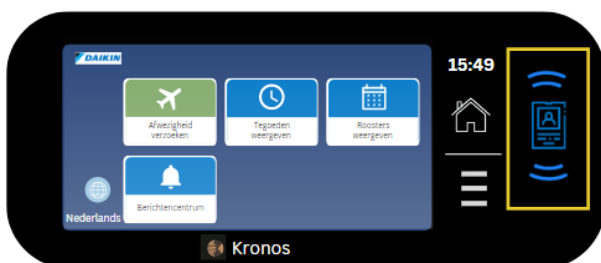 DAIKIN
15:49
Afwezigheid
verzoeken
Tegoeden
weergeven
Roosters
weergeven
Berichtencentrum
Nederlands
Kronos